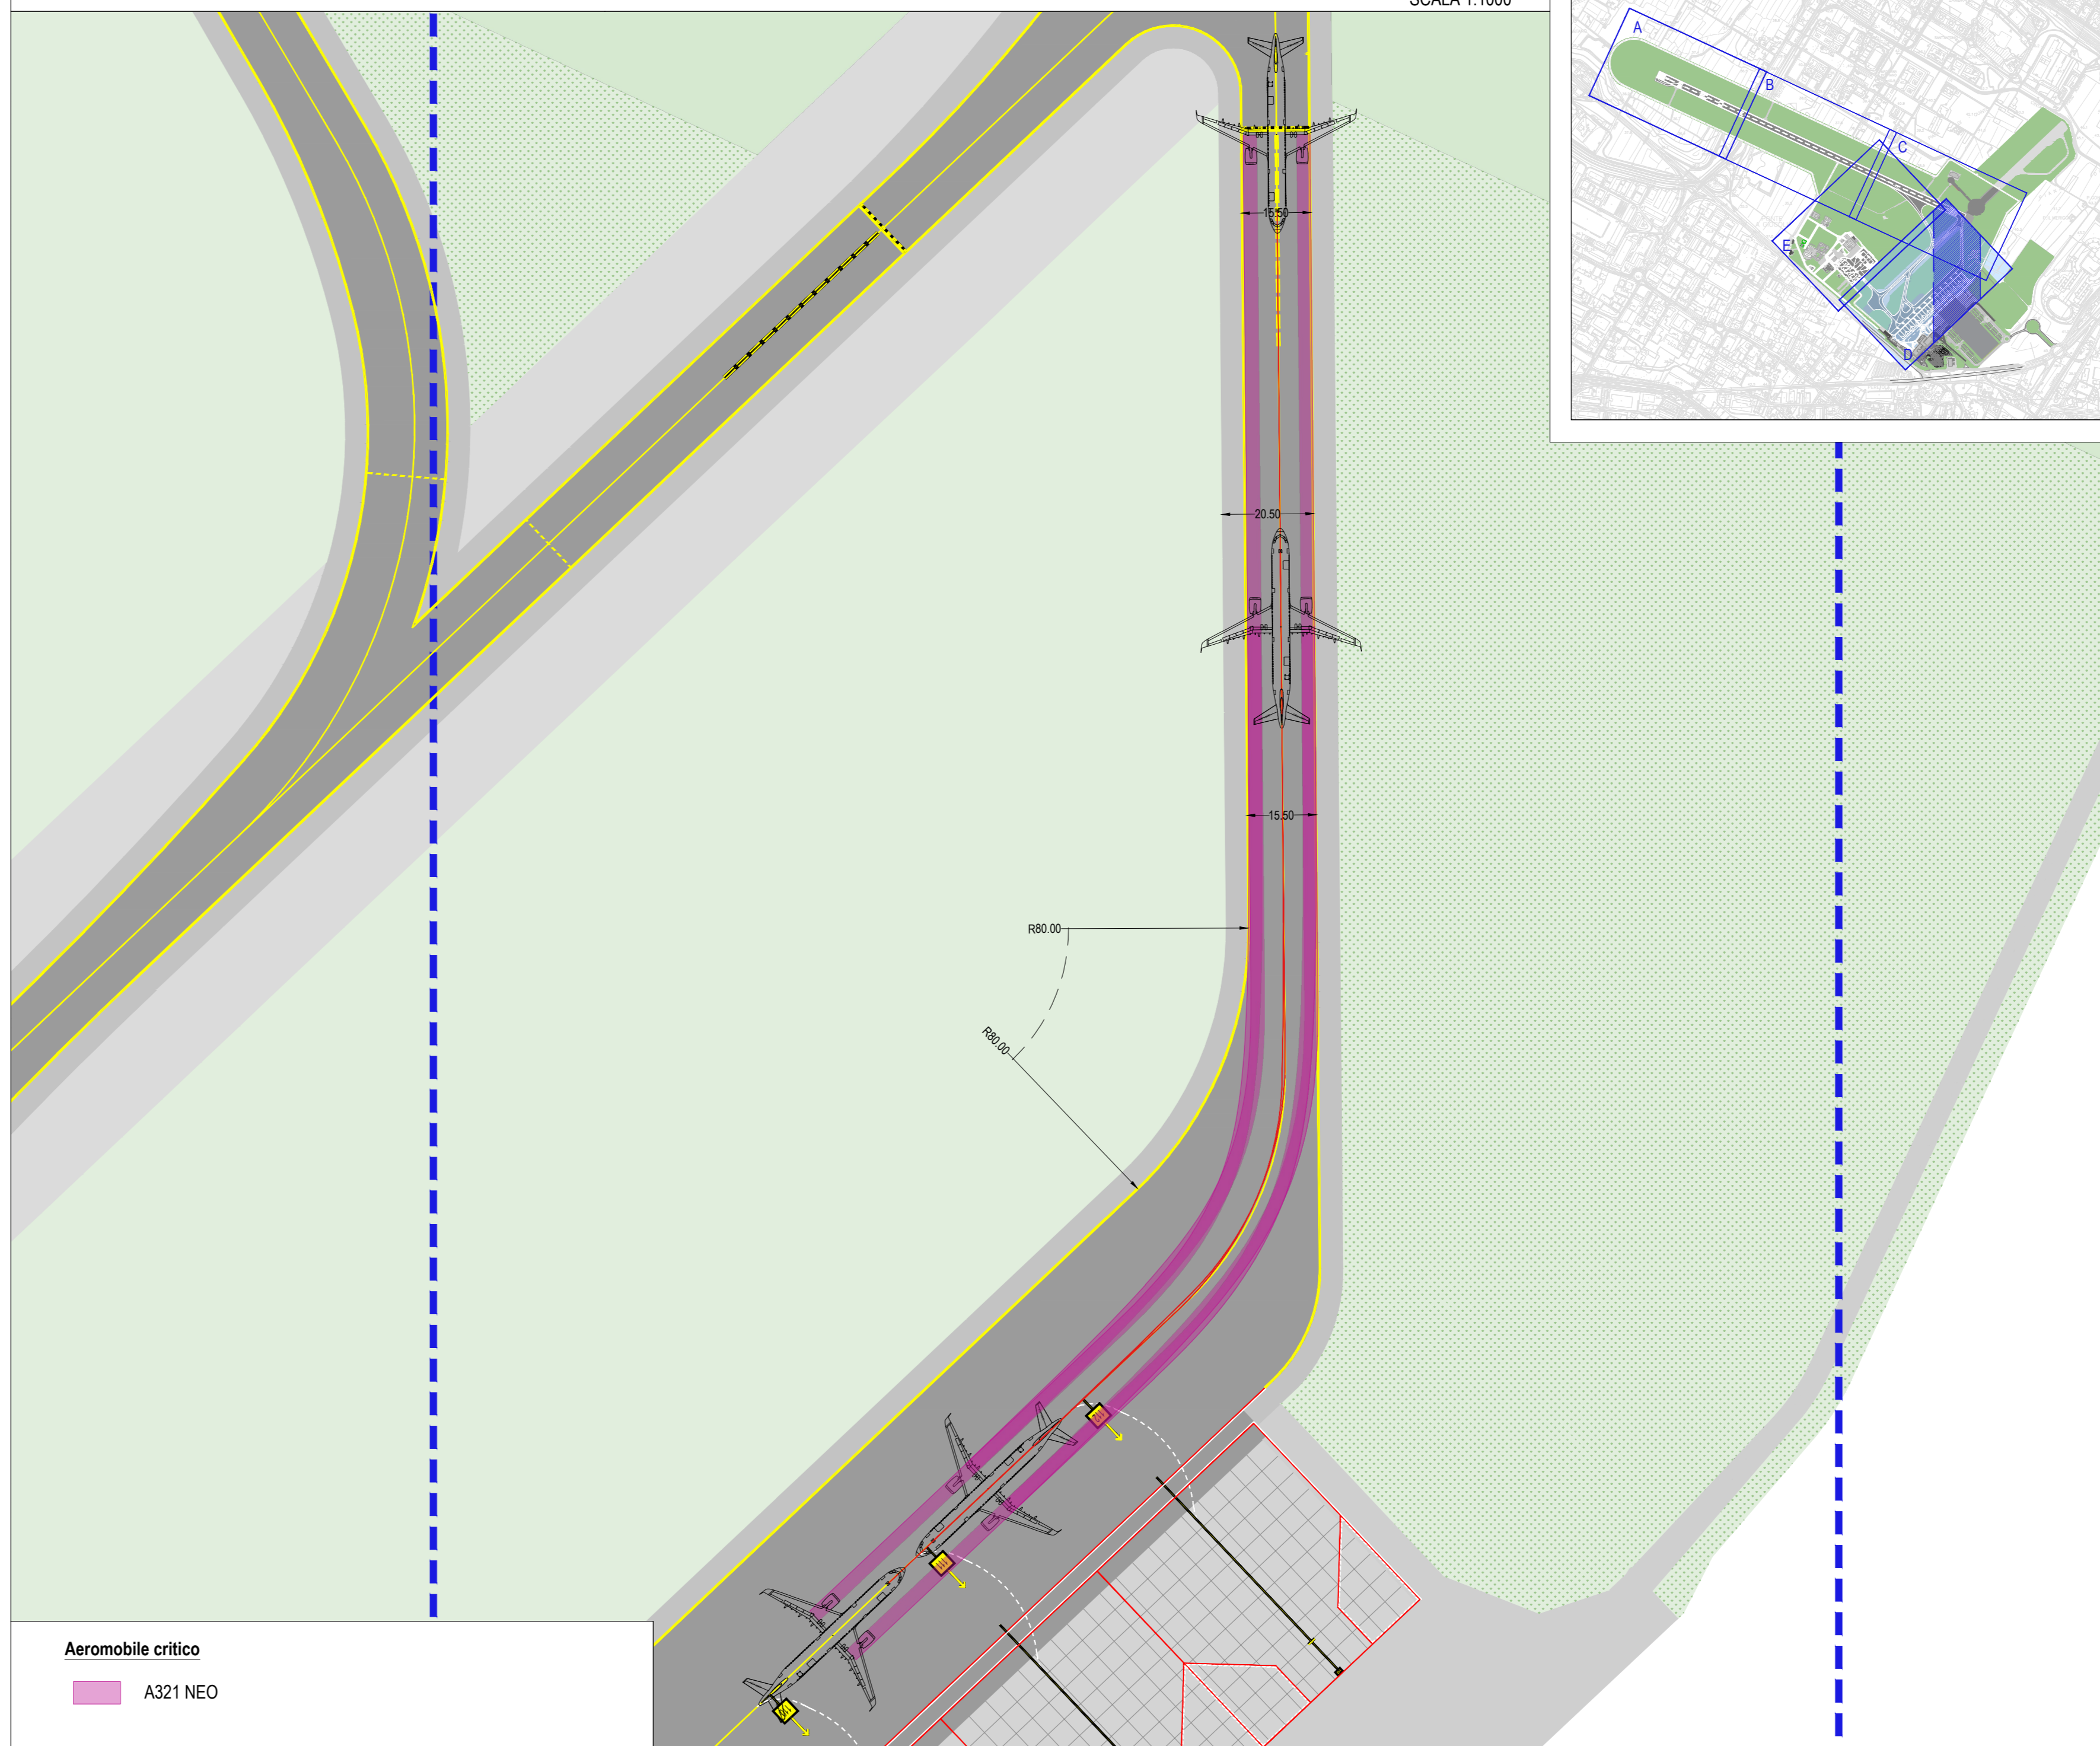 SCALA 1:1000
A
B
C
E
D
15.50
20.50
15.50
R80.00
R80.00
Aeromobile critico
A321 NEO